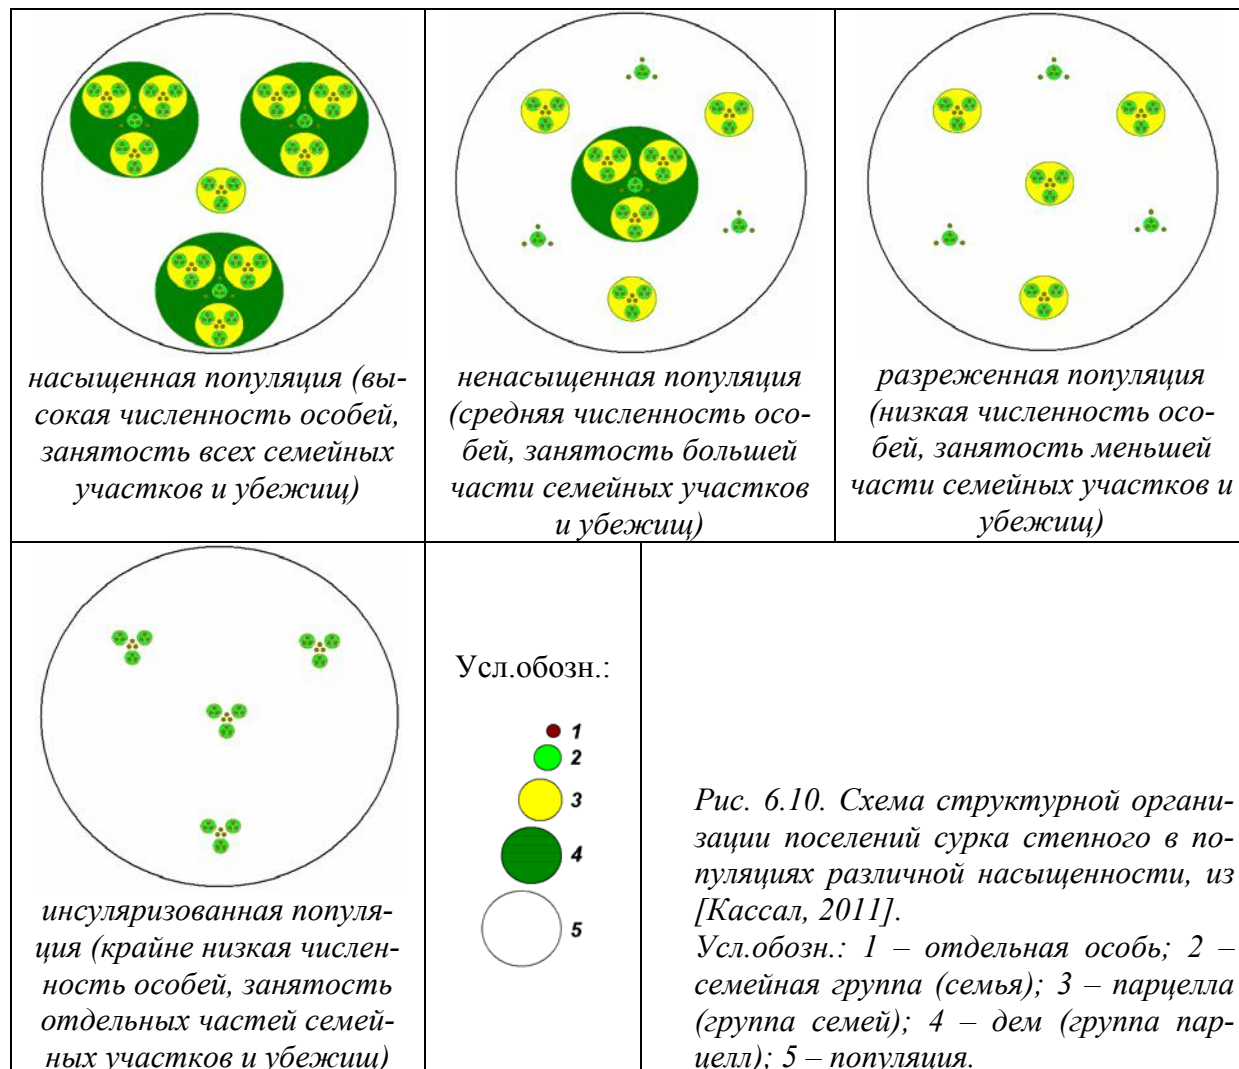 насыщенная популяция (вы-
сокая численность особей,
занятость всех семейных
участков и убежищ)
ненасыщенная популяция
(средняя численность осо-
бей, занятость большей
части семейных участков
и убежищ)
разреженная популяция
(низкая численность осо-
бей, занятость меньшей
части семейных участков и
убежищ)
инсуляризованная популя-
ция (крайне низкая числен-
ность особей, занятость
отдельных частей семей-
ных участков и убежищ)
Усл.обозн.:
1
2
3
4
5
Рис. 6.10. Схема структурной органи-
зации поселений сурка степного в по-
пуляциях различной насыщенности, из
[Кассал, 2011].
Усл.обозн.: 1 – отдельная особь; 2 –
семейная группа (семья); 3 – парцелла
(группа семей); 4 – дем (группа пар-
целл); 5 – популяция.